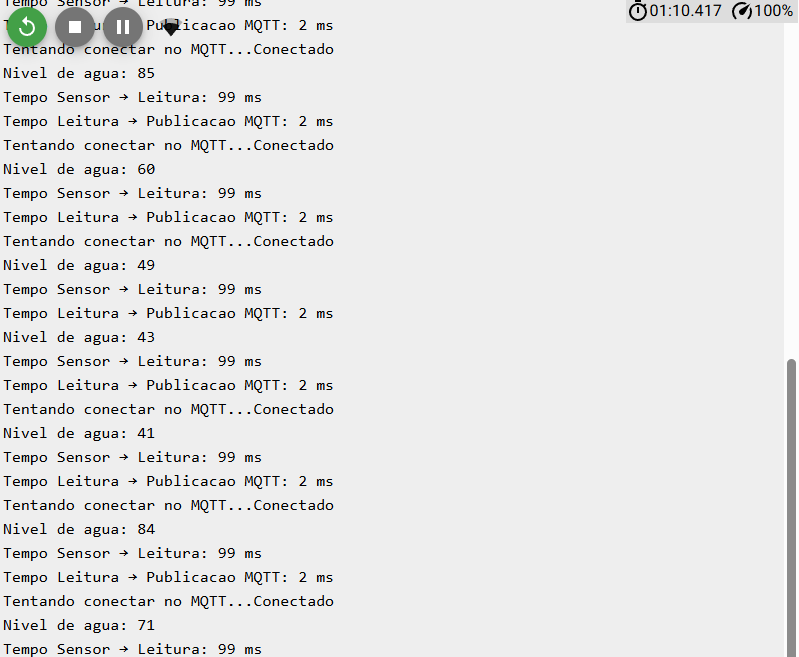 Tempo Sensor → Leitura: 99 ms
01:10.417 100%
Publicacao MQTT: 2 ms
Tentando conectar no MQTT...Conectado
Nivel de agua: 85
Tempo Sensor → Leitura: 99 ms
Tempo Leitura → Publicacao MQTT: 2 ms
Tentando conectar no MQTT...Conectado
Nivel de agua: 60
Tempo Sensor → Leitura: 99 ms
Tempo Leitura → Publicacao MQTT: 2 ms
Tentando conectar no MQTT...Conectado
Nivel de agua: 49
Tempo Sensor → Leitura: 99 ms
Tempo Leitura → Publicacao MQTT: 2 ms
Nivel de agua: 43
Tempo Sensor → Leitura: 99 ms
Tempo Leitura → Publicacao MQTT: 2 ms
Tentando conectar no MQTT...Conectado
Nivel de agua: 41
Tempo Sensor → Leitura: 99 ms
Tempo Leitura → Publicacao MQTT: 2 ms
Tentando conectar no MQTT...Conectado
Nivel de agua: 84
Tempo Sensor → Leitura: 99 ms
Tempo Leitura → Publicacao MQTT: 2 ms
Tentando conectar no MQTT...Conectado
Nivel de agua: 71
Tempo Sensor → Leitura: 99 ms